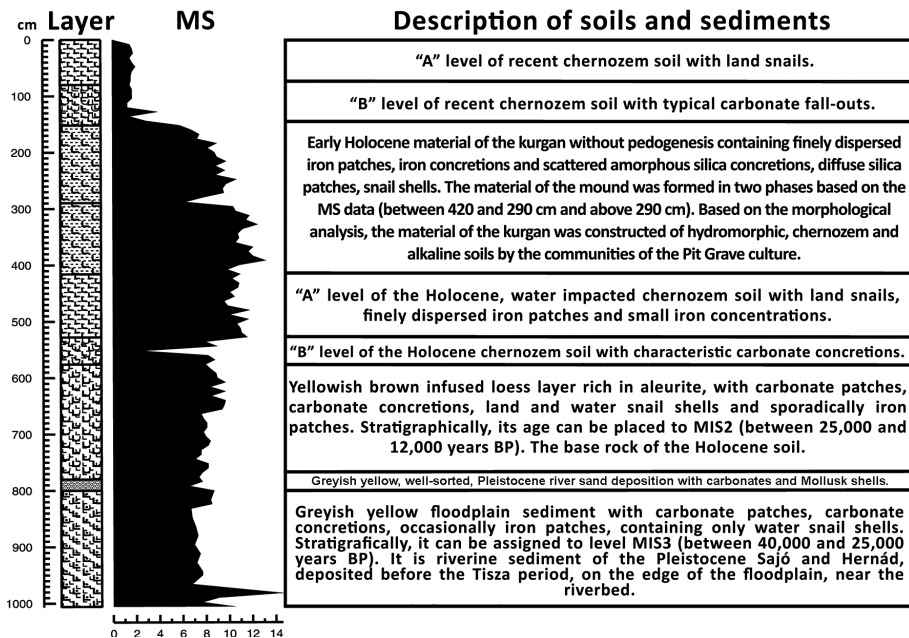 cm Layer MS Description of soils and sediments
0
100
200
300
400
500
600
700
800
900
1000
0 2 4 6 8 10 12 14
“A” level of recent chernozem soil with land snails.
“B” level of recent chernozem soil with typical carbonate fall-outs.
Early Holocene material of the kurgan without pedogenesis containing finely dispersed
iron patches, iron concretions and scattered amorphous silica concretions, diffuse silica
patches, snail shells. The material of the mound was formed in two phases based on the
MS data (between 420 and 290 cm and above 290 cm). Based on the morphological
analysis, the material of the kurgan was constructed of hydromorphic, chernozem and
alkaline soils by the communities of the Pit Grave culture.
“A” level of the Holocene, water impacted chernozem soil with land snails,
finely dispersed iron patches and small iron concentrations.
“B” level of the Holocene chernozem soil with characteristic carbonate concretions.
Yellowish brown infused loess layer rich in aleurite, with carbonate patches,
carbonate concretions, land and water snail shells and sporadically iron
patches. Stratigraphically, its age can be placed to MIS2 (between 25,000 and
12,000 years BP). The base rock of the Holocene soil.
Greyish yellow, well-sorted, Pleistocene river sand deposition with carbonates and Mollusk shells.
Greyish yellow floodplain sediment with carbonate patches, carbonate
concretions, occasionally iron patches, containing only water snail shells.
Stratigrafically, it can be assigned to level MIS3 (between 40,000 and 25,000
years BP). It is riverine sediment of the Pleistocene Sajó and Hernád,
deposited before the Tisza period, on the edge of the floodplain, near the
riverbed.